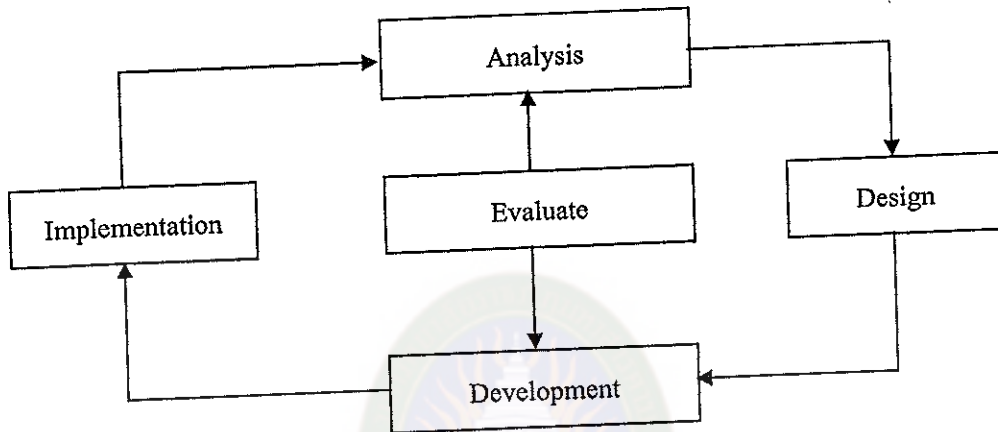 Analysis
Implementation
Evaluate
Design
Development